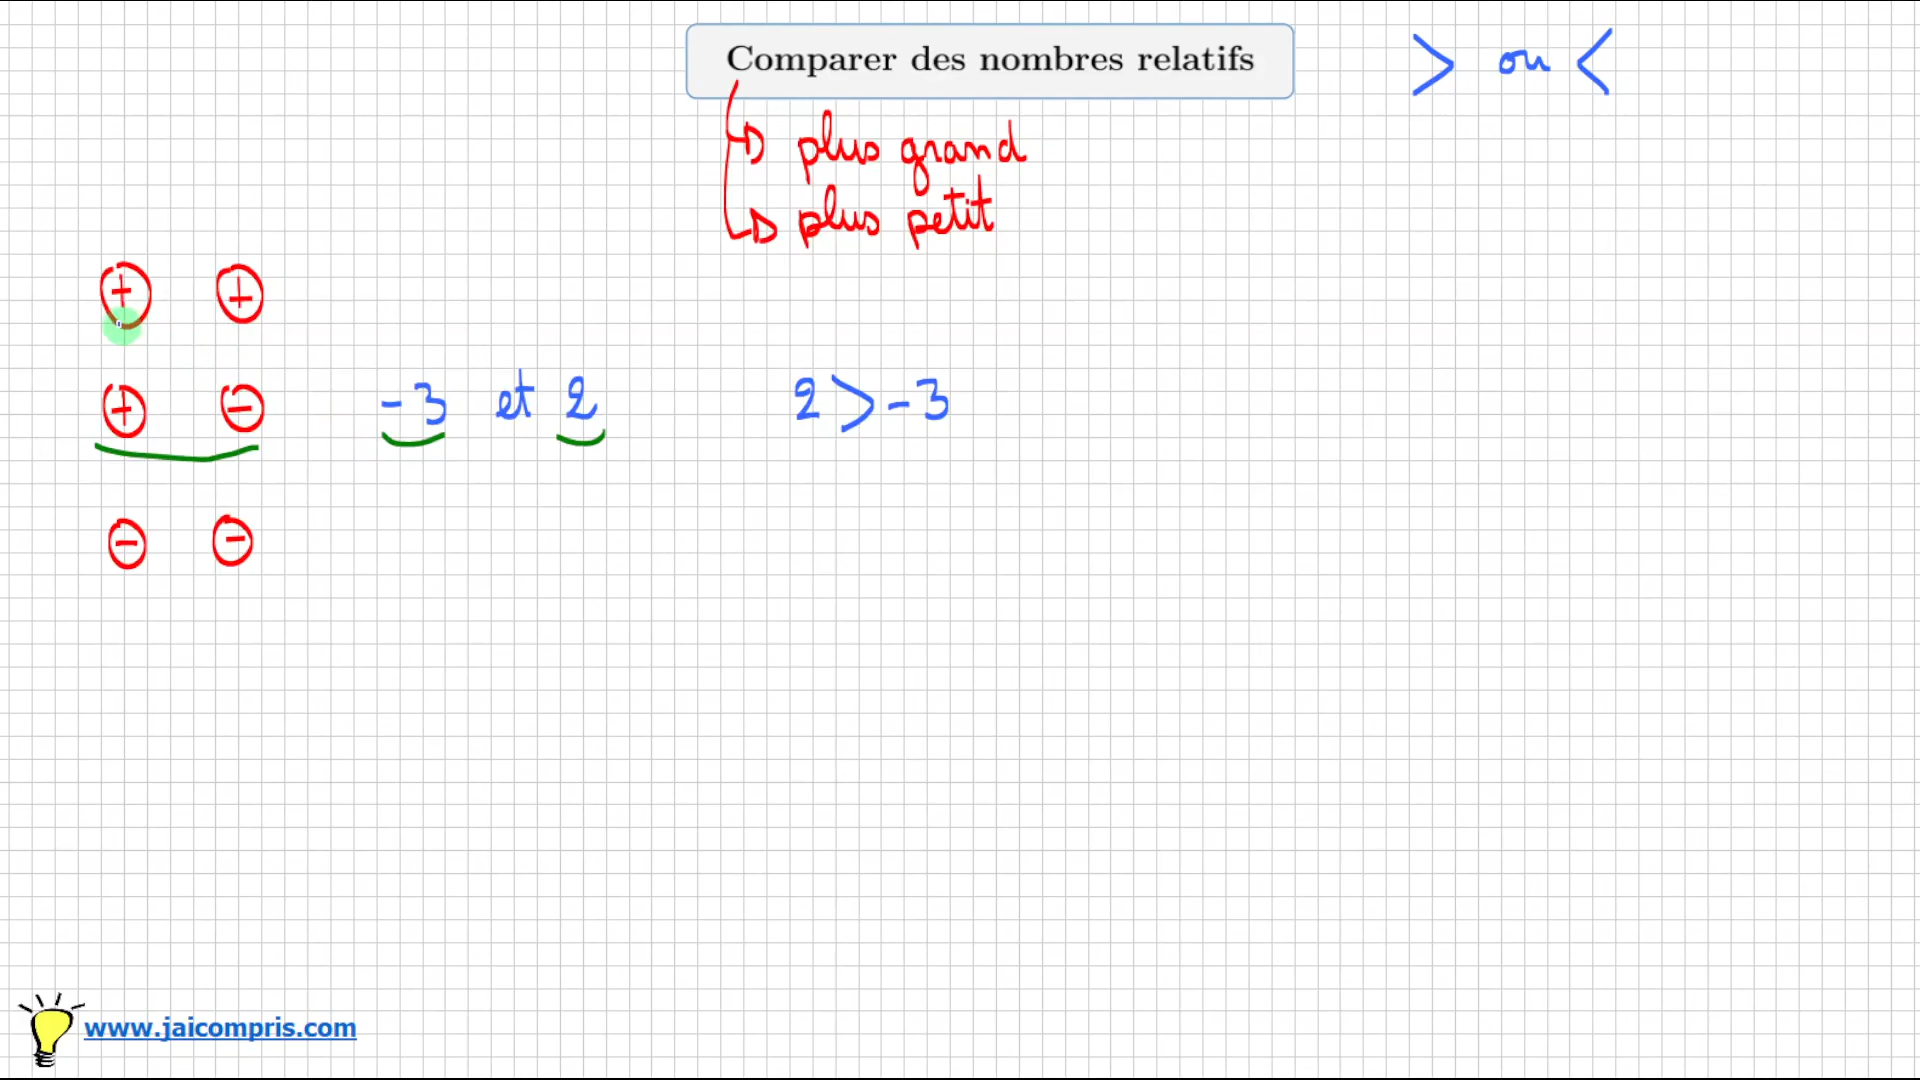 Comparer des nombres relatifs
> ou <
plus grand
plus petit
+ +
+ - -3 et 2 2 > -3
- -
www.jaicompris.com